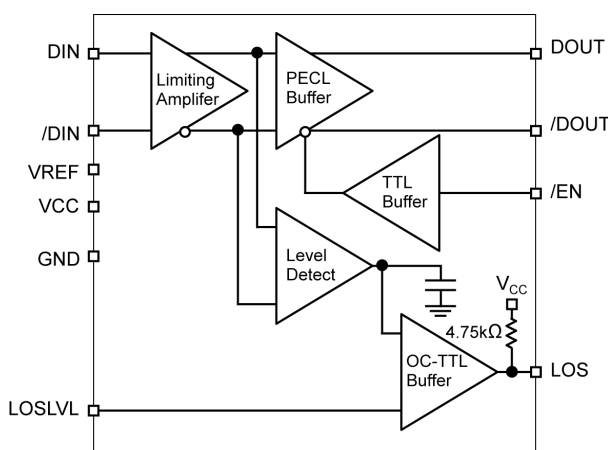 DIN
Limiting
Amplifer
PECL
Buffer
DOUT
/DIN
/DOUT
VREF
TTL
Buffer
/EN
VCC
GND
Level
Detect
VCC
4.75kΩ
OC-TTL
Buffer
LOS
LOSLVL